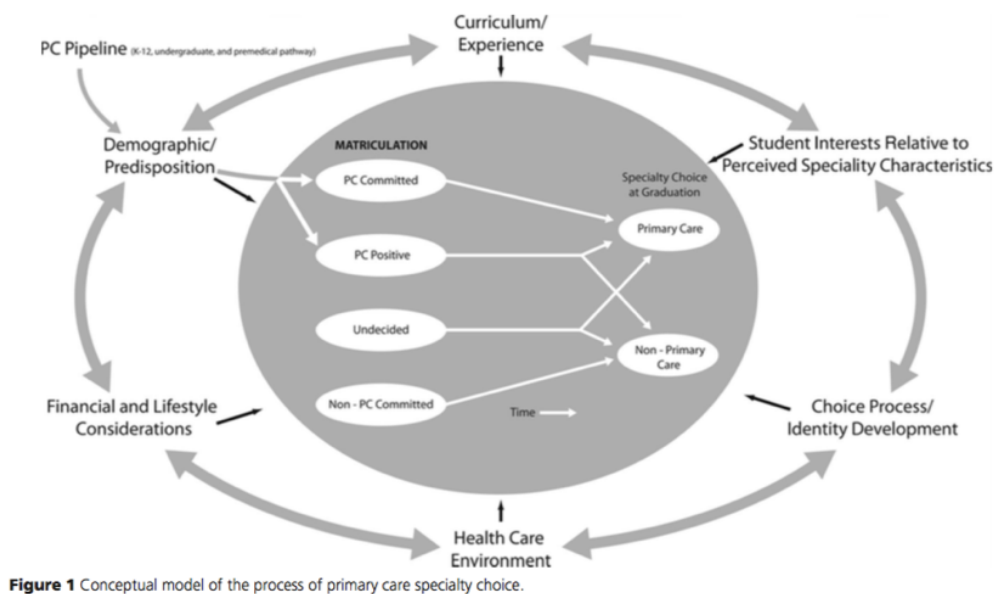 Curriculum/
Experience
PC Pipeline (K-12, undergraduate, and premedical pathway)
Demographic/
Predisposition
Student Interests Relative to
Perceived Speciality Characteristics
MATRICULATION
PC Committed
Specialty Choice
at Graduation
Primary Care
PC Positive
Undecided
Non - Primary
Care
Non - PC Committed
Time
Financial and Lifestyle
Considerations
Choice Process/
Identity Development
Health Care
Environment
Figure 1 Conceptual model of the process of primary care specialty choice.